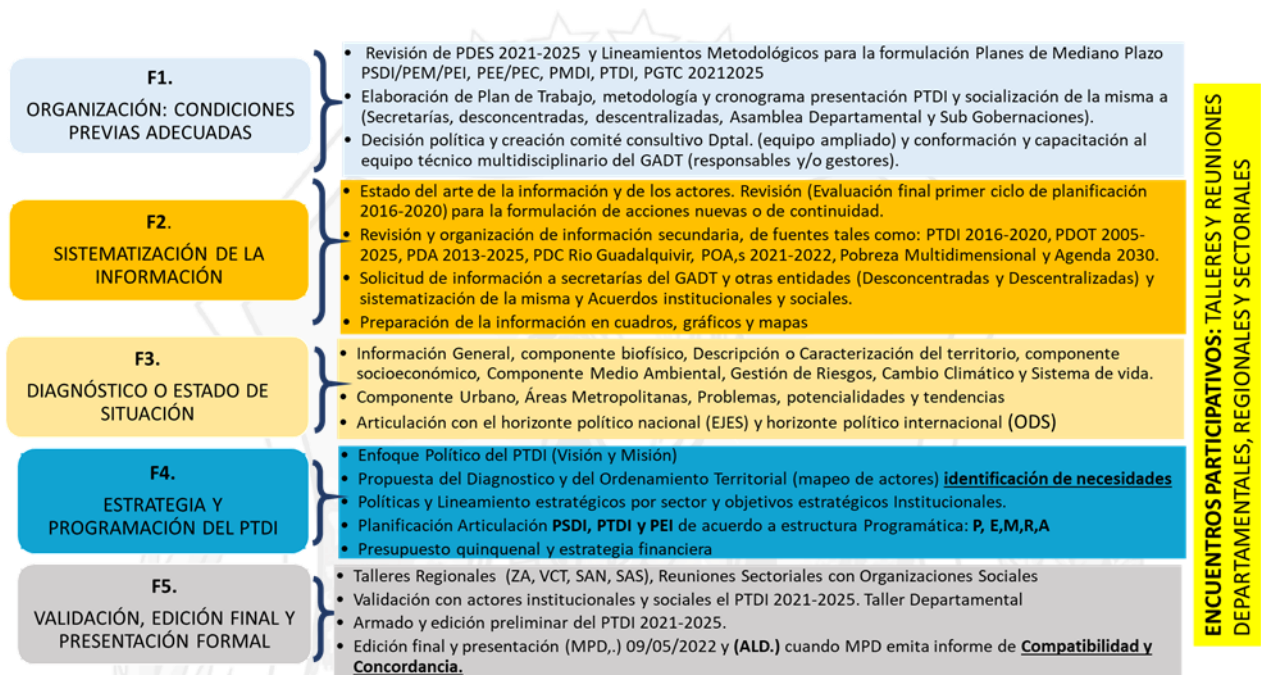 F1.
ORGANIZACIÓN: CONDICIONES
PREVIAS ADECUADAS
• Revisión de PDES 2021-2025 y Lineamientos Metodológicos para la formulación Planes de Mediano Plazo
PSDI/PEM/PEI, PEE/PEC, PMDI, PTDI, PGTC 20212025
• Elaboración de Plan de Trabajo, metodología y cronograma presentación PTDI y socialización de la misma a
(Secretarías, desconcentradas, descentralizadas, Asamblea Departamental y Sub Gobernaciones).
• Decisión política y creación comité consultivo Dptal. (equipo ampliado) y conformación y capacitación al
equipo técnico multidisciplinario del GADT (responsables y/o gestores).
F2.
SISTEMATIZACIÓN DE LA
INFORMACIÓN
• Estado del arte de la información y de los actores. Revisión (Evaluación final primer ciclo de planificación
2016-2020) para la formulación de acciones nuevas o de continuidad.
• Revisión y organización de información secundaria, de fuentes tales como: PTDI 2016-2020, PDOT 2005-
2025, PDA 2013-2025, PDC Rio Guadalquivir, POA,s 2021-2022, Pobreza Multidimensional y Agenda 2030.
• Solicitud de información a secretarías del GADT y otras entidades (Desconcentradas y Descentralizadas) y
sistematización de la misma y Acuerdos institucionales y sociales.
• Preparación de la información en cuadros, gráficos y mapas
F3.
DIAGNÓSTICO O ESTADO DE
SITUACIÓN
• Información General, componente biofísico, Descripción o Caracterización del territorio, componente
socioeconómico, Componente Medio Ambiental, Gestión de Riesgos, Cambio Climático y Sistema de vida.
• Componente Urbano, Áreas Metropolitanas, Problemas, potencialidades y tendencias
• Articulación con el horizonte político nacional (EJES) y horizonte político internacional (ODS)
F4.
ESTRATEGIA Y
PROGRAMACIÓN DEL PTDI
• Enfoque Político del PTDI (Visión y Misión)
• Propuesta del Diagnostico y del Ordenamiento Territorial (mapeo de actores) identificación de necesidades
• Políticas y Lineamiento estratégicos por sector y objetivos estratégicos Institucionales.
• Planificación Articulación PSDI, PTDI y PEI de acuerdo a estructura Programática: P, E,M,R,A
• Presupuesto quinquenal y estrategia financiera
F5.
VALIDACIÓN, EDICIÓN FINAL Y
PRESENTACIÓN FORMAL
• Talleres Regionales (ZA, VCT, SAN, SAS), Reuniones Sectoriales con Organizaciones Sociales
• Validación con actores institucionales y sociales el PTDI 2021-2025. Taller Departamental
• Armado y edición preliminar del PTDI 2021-2025.
• Edición final y presentación (MPD,.) 09/05/2022 y (ALD.) cuando MPD emita informe de Compatibilidad y
Concordancia.
ENCUENTROS PARTICIPATIVOS: TALLERES Y REUNIONES
DEPARTAMENTALES, REGIONALES Y SECTORIALES